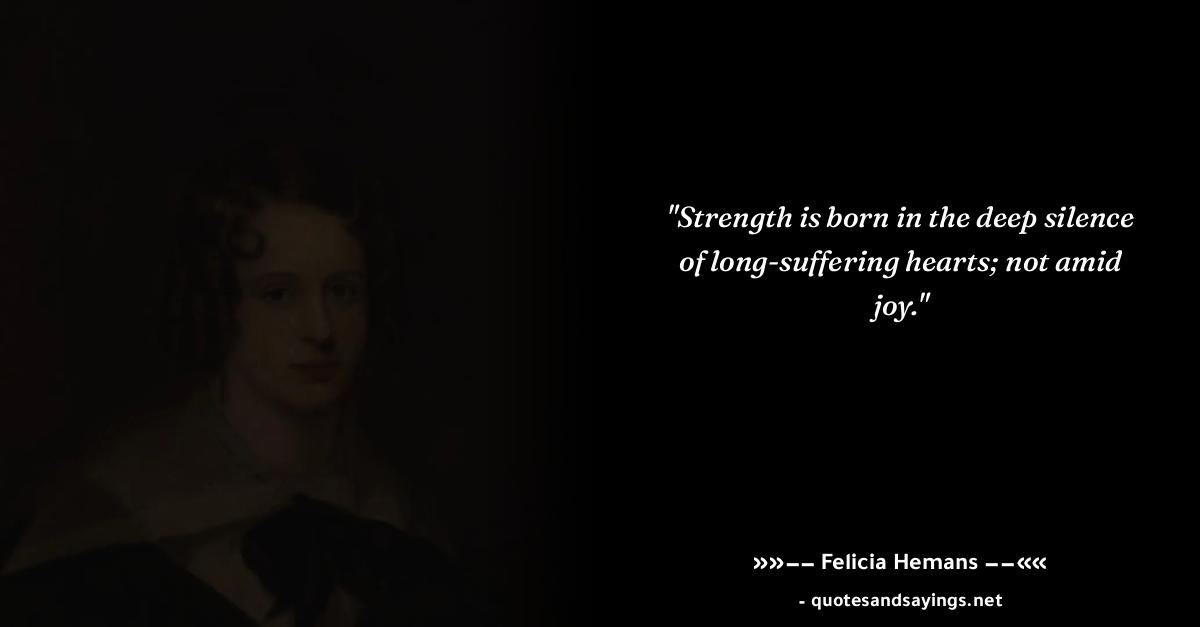 "Strength is born in the deep silence
of long-suffering hearts; not amid
joy."
»»–– Felicia Hemans ––««
- quotesandsayings.net